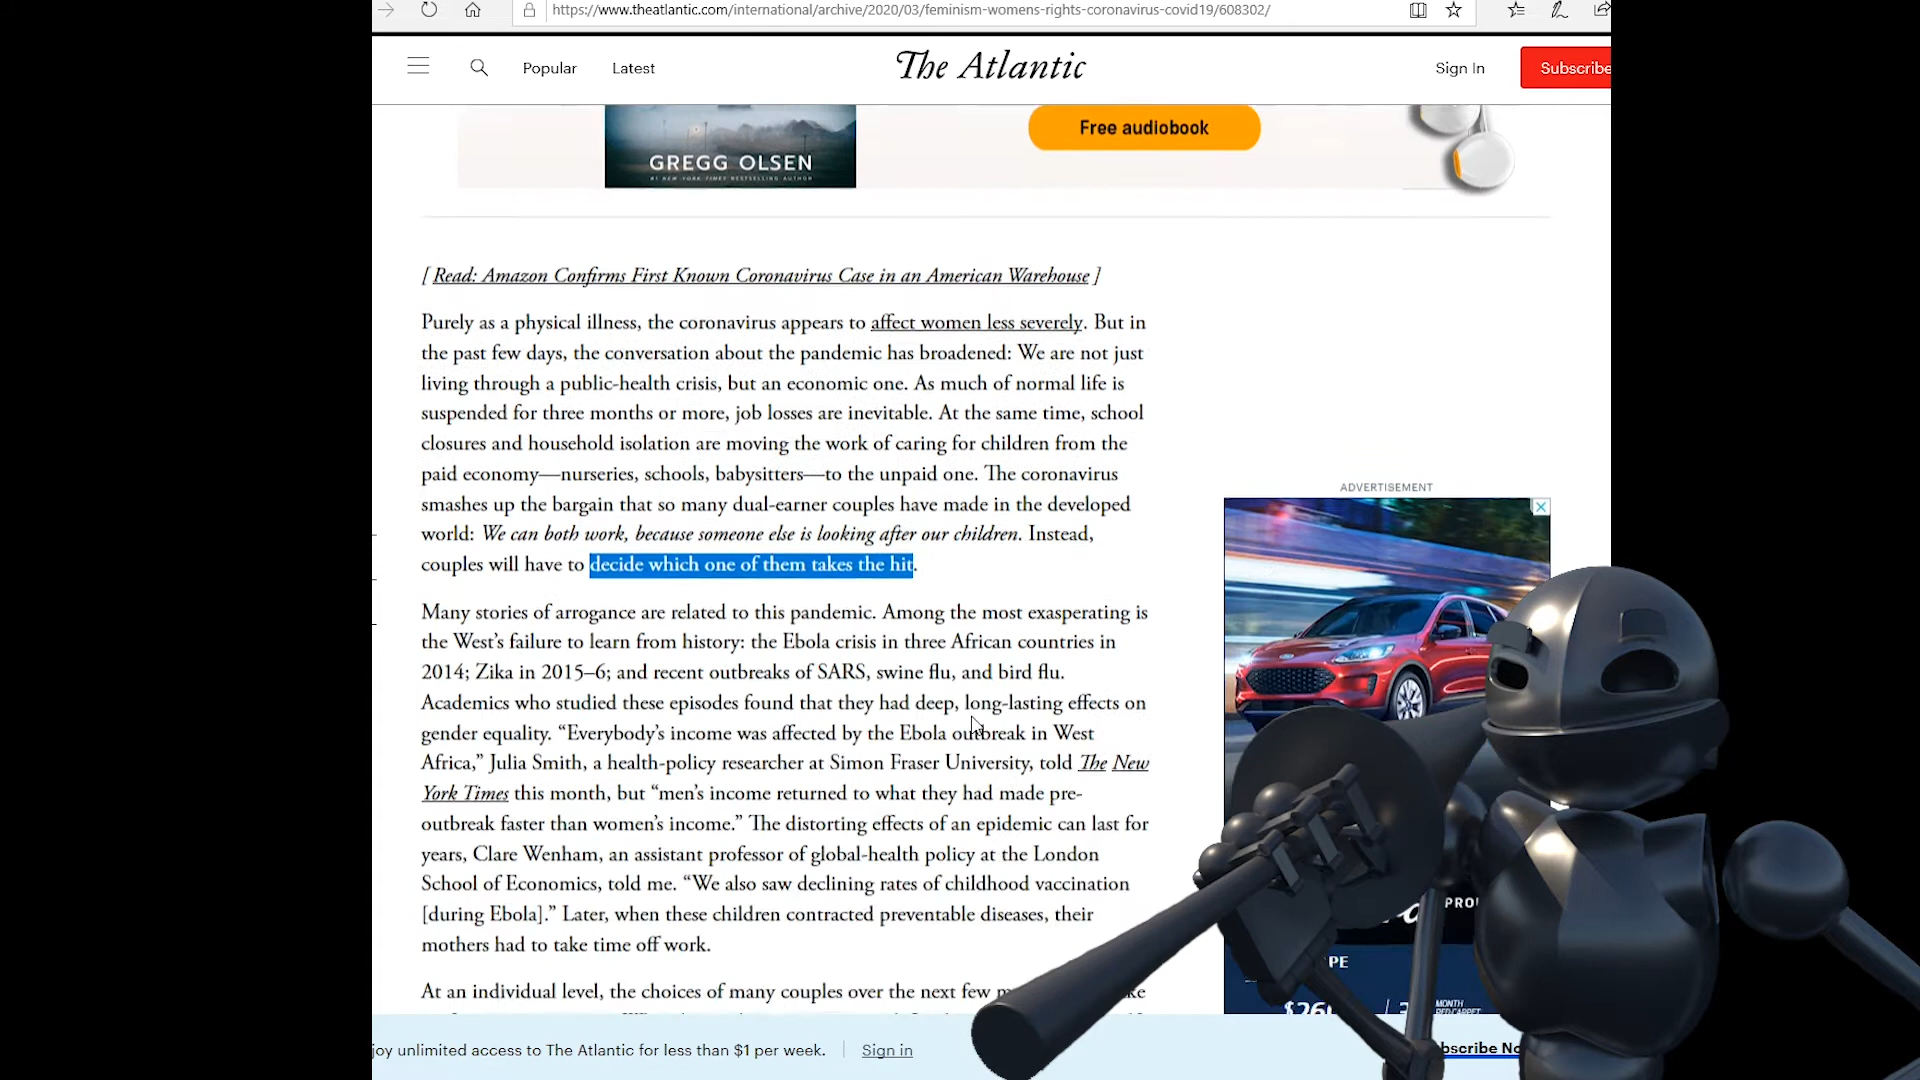 https://www.theatlantic.com/international/archive/2020/03/feminism-womens-rights-coronavirus-covid19/608302/
Popular
Latest
The Atlantic
Sign In
Subscribe
Free audiobook
GREGG OLSEN
#1 NEW YORK TIMES BESTSELLING AUTHOR
[ Read: Amazon Confirms First Known Coronavirus Case in an American Warehouse ]
Purely as a physical illness, the coronavirus appears to affect women less severely. But in
the past few days, the conversation about the pandemic has broadened: We are not just
living through a public-health crisis, but an economic one. As much of normal life is
suspended for three months or more, job losses are inevitable. At the same time, school
closures and household isolation are moving the work of caring for children from the
paid economy—nurseries, schools, babysitters—to the unpaid one. The coronavirus
smashes up the bargain that so many dual-earner couples have made in the developed
world: We can both work, because someone else is looking after our children. Instead,
couples will have to decide which one of them takes the hit.
ADVERTISEMENT
Many stories of arrogance are related to this pandemic. Among the most exasperating is
the West’s failure to learn from history: the Ebola crisis in three African countries in
2014; Zika in 2015–6; and recent outbreaks of SARS, swine flu, and bird flu.
Academics who studied these episodes found that they had deep, long-lasting effects on
gender equality. “Everybody’s income was affected by the Ebola outbreak in West
Africa,” Julia Smith, a health-policy researcher at Simon Fraser University, told The New
York Times this month, but “men’s income returned to what they had made pre-
outbreak faster than women’s income.” The distorting effects of an epidemic can last for
years, Clare Wenham, an assistant professor of global-health policy at the London
School of Economics, told me. “We also saw declining rates of childhood vaccination
[during Ebola].” Later, when these children contracted preventable diseases, their
mothers had to take time off work.
At an individual level, the choices of many couples over the next few
MONTH
RED CARPET
joy unlimited access to The Atlantic for less than $1 per week.
Sign in